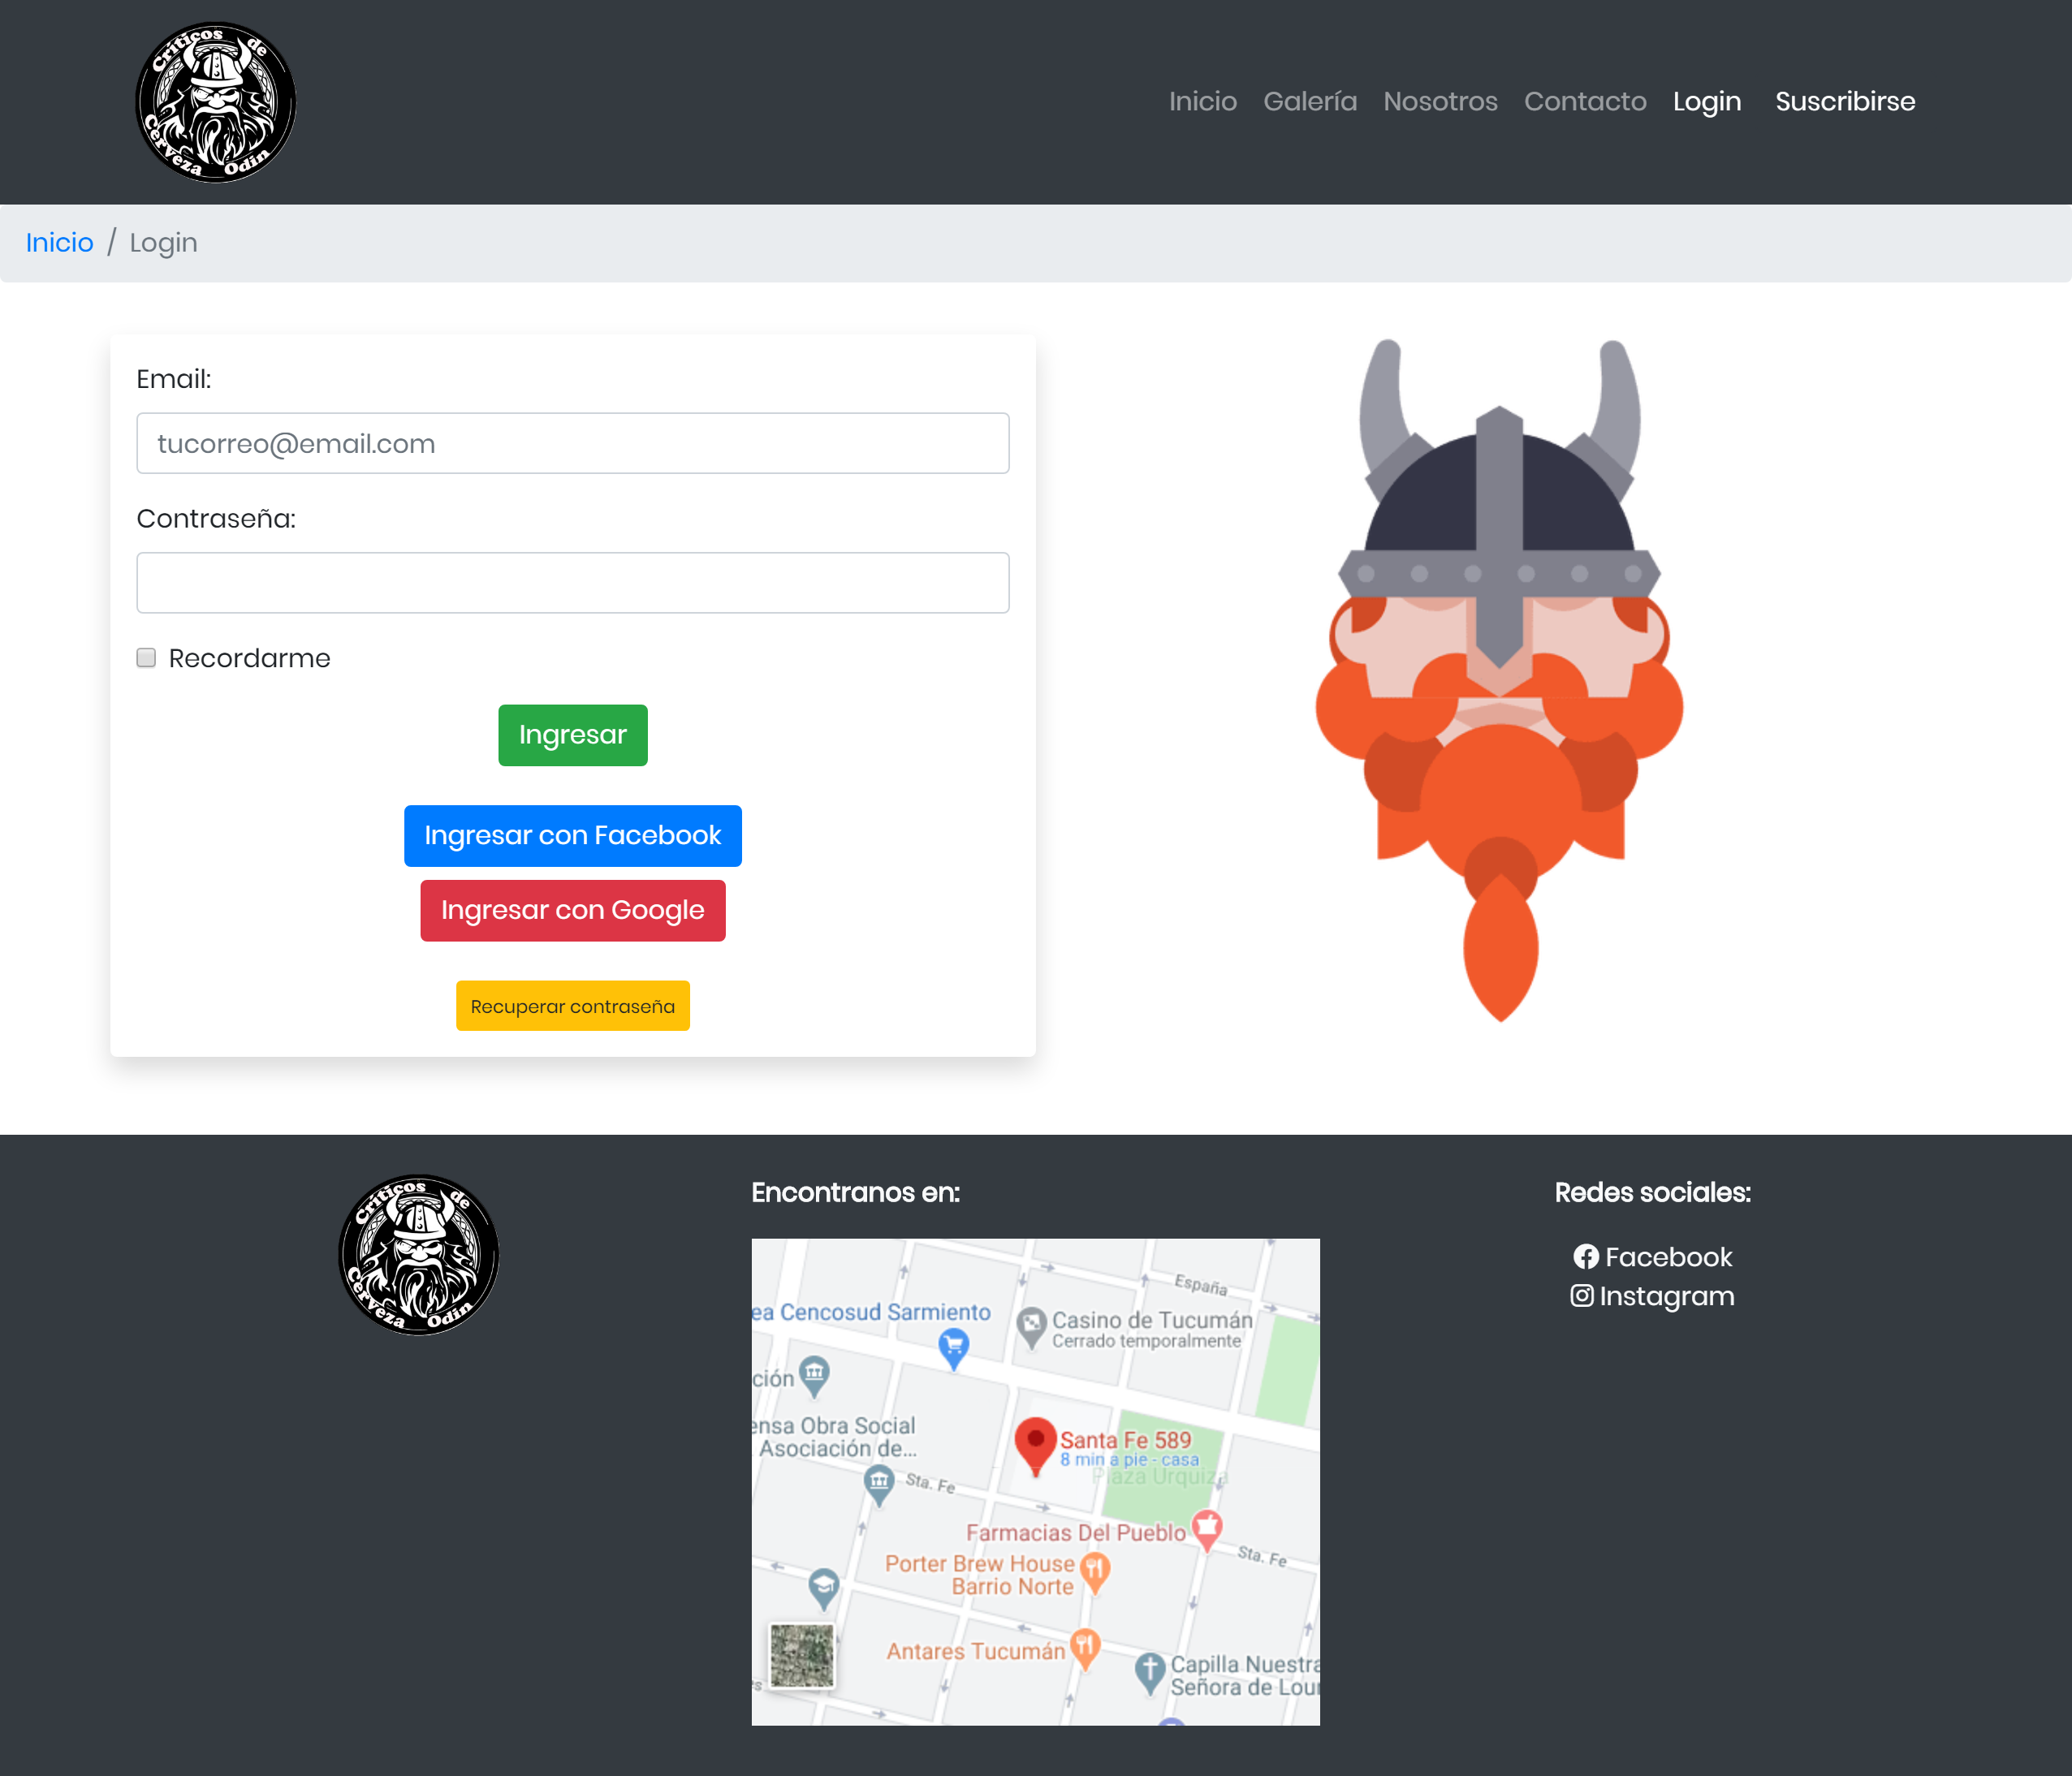 Críticos de
Cerveza Odin
Inicio Galería Nosotros Contacto Login Suscribirse
Inicio / Login
Email:
tucorreo@email.com
Contraseña:
Recordarme
Ingresar
Ingresar con Facebook
Ingresar con Google
Recuperar contraseña
Críticos de
Cerveza Odin
Encontranos en:
España
ea Cencosud Sarmiento
Casino de Tucumán
Cerrado temporalmente
ción
ensa Obra Social
Asociación de...
Santa Fe 589
8 min a pie - casa
Plaza Urquiza
Sta. Fe
Farmacias Del Pueblo
Sta. Fe
Porter Brew House
Barrio Norte
Antares Tucumán
Capilla Nuestra
Señora de Lour
Redes sociales:
Facebook
Instagram